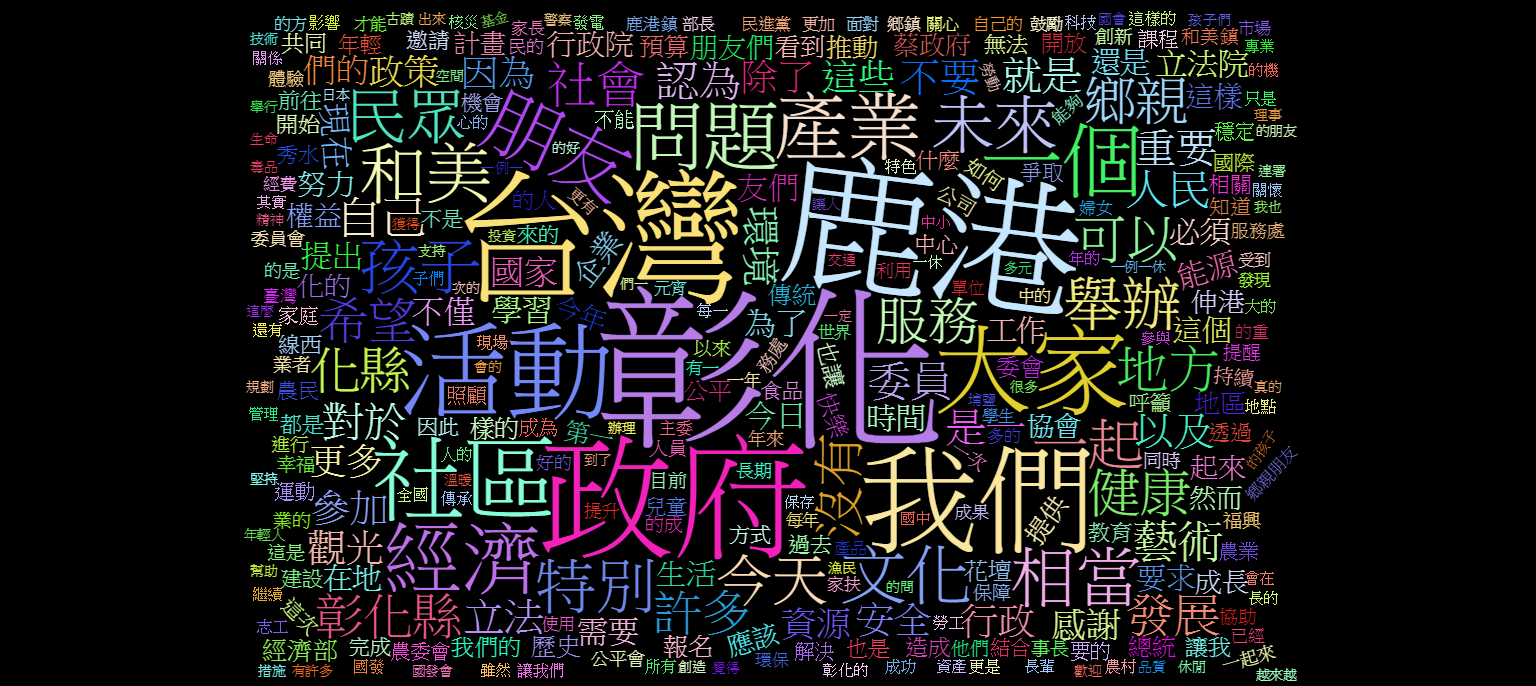 的方 影響 才能 古蹟 出來 核災 基金 家長 警察 發電 鹿港鎮 部長 民進黨 更加 面對 鄉鎮 關心 自己的 鼓勵 科技 國會 這樣的 孩子們 市場
技術 共同 年輕 邀請 計畫 民的 行政院 預算 朋友們 看到 推動 蔡政府 無法 開放 創新 課程 和美鎮 專業
關係 體驗 們的 政策 空間 因為 社會 認為 除了 這些 不要 勞動 就是 還是 立法院 的機
舉行 前往 日本 現在 民眾 機會 心的 朋友 不能 問題 產業 未來 能夠 一個 鄉親 這樣 只是 理事
生命 開始 秀水 和美 一例 的好 特色 什麼 如何 爭取 重要 穩定 的朋友 國際 連署
毒品 經費 努力 自己 的人 更有 台灣 友們 讓人 鹿港 公司 人民 相關 關懷
其實 權益 獲得 不是 投資 來的 企業 環境 中小 中心 婦女 可以 必須 知道 我也 服務處
精神 委員會 提出 孩子 支持 國家 交通 利用 一休 多元 年的 一例一休 能源 受到
的是 化的 子們 次的 們一 元宵 傳統 單位 中的 舉辦 伸港 發現 大的
臺灣 這麼 家庭 希望 不僅 學習 今年 每一 為了 一定 世界 服務 工作 這個 參與 的重
還有 線西 現場 活動 彰化 以來 務處 也讓 大家 委會 地方 提醒
業者 化縣 會的 有一 一年 委員 很多 持續 真的
規劃 農民 照顧 公平 食品 快樂 時間 填鹽 學生 呼籲 地區 地點
管理 都是 對於 因此 樣的 成為 第一 辦理 主委 今日 是一 多的 協會 一起 以及 透過
進行 更多 社區 人的 好的 到了 人員 年來 政府 沒有 我們 一次 同時 起來 的孩子
幸福 堅持 溫暖 目前 長期 鄉親朋友
運動 參加 全國 傳承 提升 兒童 保存 國中 成果 提供 健康 然而
業的 的成 每年 福興
年輕人 這是 觀光 經濟 方式 過去 產品 教育 藝術 農業
幫助 建設 在地 特別 生活 今天 漁民 家扶 文化 的問 花壇 保障 相當 要求 成長 會在
繼續 這次 長的
志工 彰化縣 立法 使用 需要 許多 資源 安全 勞工 行政 感謝 發展 協助
經濟部 完成 農委會 我們的 歷史 報名 應該 解決 也是 造成 他們 結合 事長 要的 總統 讓我 已經
公平會 一起來
措施 有許多 國發 國發會 雖然 讓我們 所有 創造 覺得 環保 彰化的 成功 資產 更是 長輩 歡迎 農村 品質 休閒 越來越